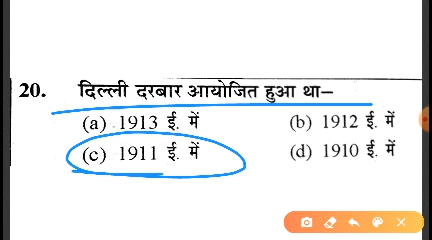 20. दिल्ली दरबार आयोजित हुआ था–
(a) 1913 ई. में (b) 1912 ई. में
(c) 1911 ई. में (d) 1910 ई. में